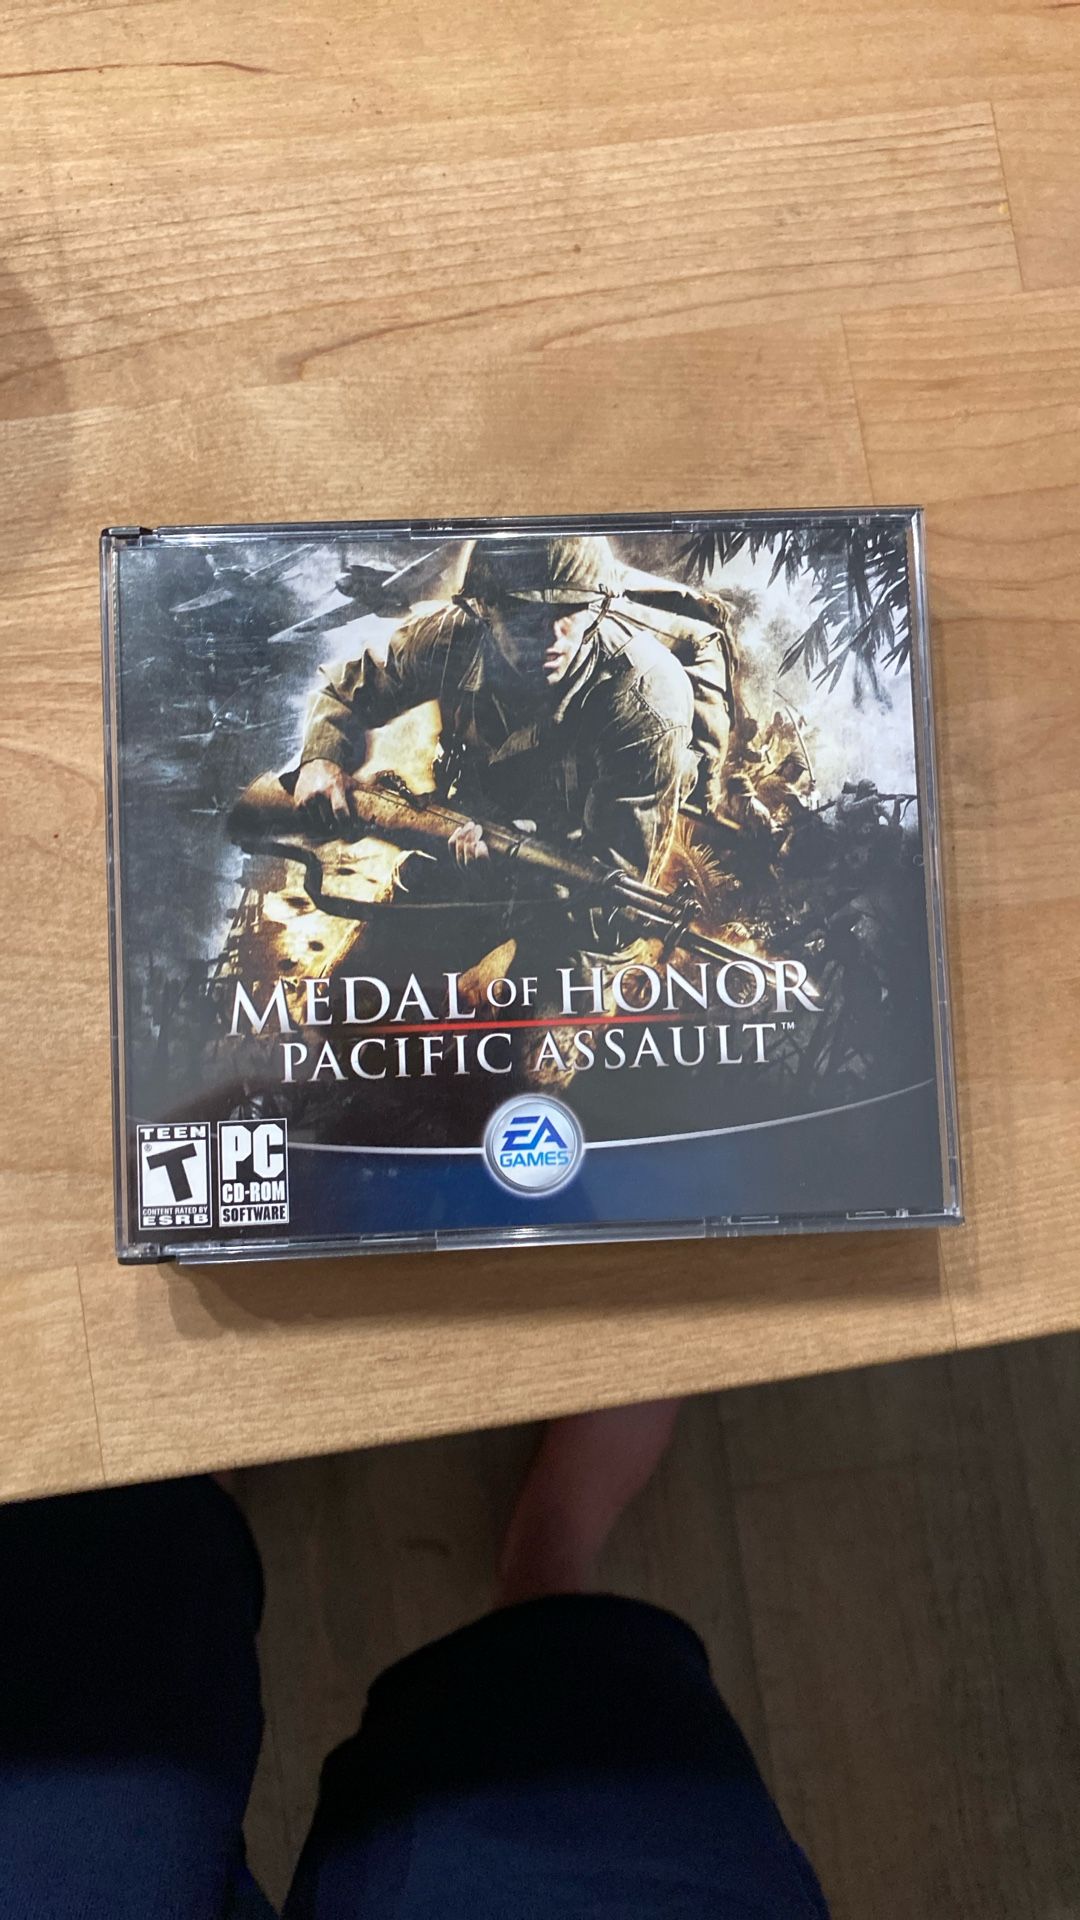 MEDAL OF HONOR
PACIFIC ASSAULT™
TEEN
T
®
CONTENT RATED BY
ESRB
PC
CD-ROM
SOFTWARE
EA
GAMES